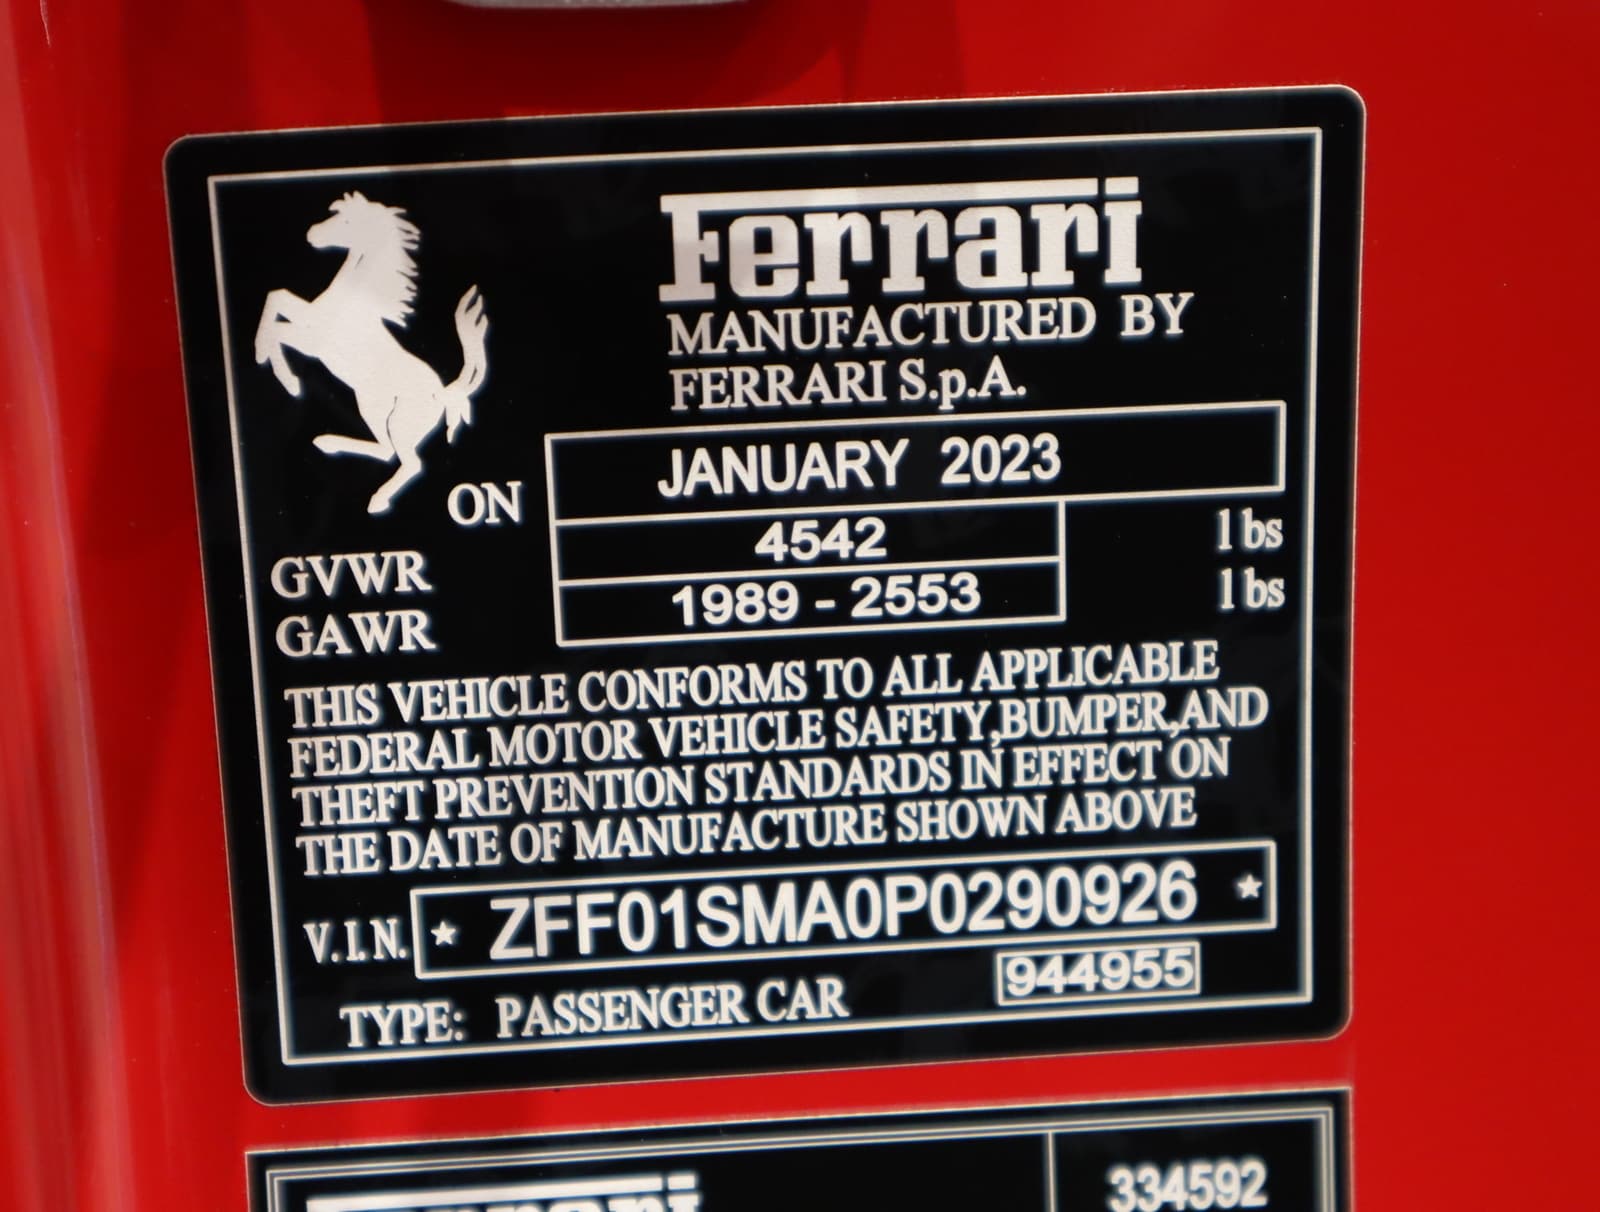 Ferrari
MANUFACTURED BY
FERRARI S.p.A.
ON JANUARY 2023
GVWR 4542 lbs
GAWR 1989 - 2553 lbs
THIS VEHICLE CONFORMS TO ALL APPLICABLE
FEDERAL MOTOR VEHICLE SAFETY,BUMPER,AND
THEFT PREVENTION STANDARDS IN EFFECT ON
THE DATE OF MANUFACTURE SHOWN ABOVE
V.I.N. ★ ZFF01SMA0P0290926 ★
944955
TYPE: PASSENGER CAR
Ferrari 334592